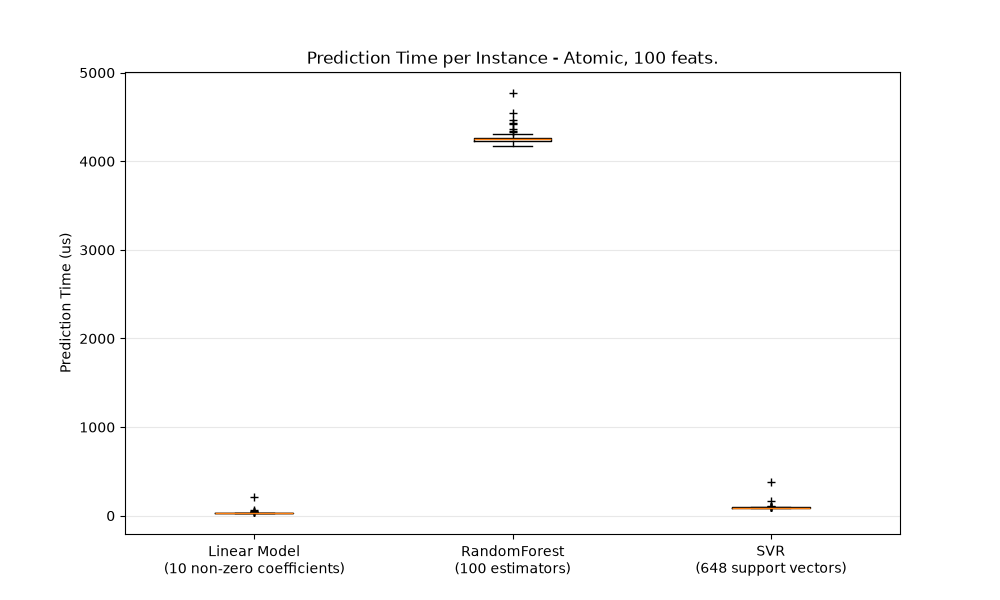 Prediction Time per Instance - Atomic, 100 feats.
5000
4000
3000
2000
1000
0
Prediction Time (us)
Linear Model
(10 non-zero coefficients)
RandomForest
(100 estimators)
SVR
(648 support vectors)